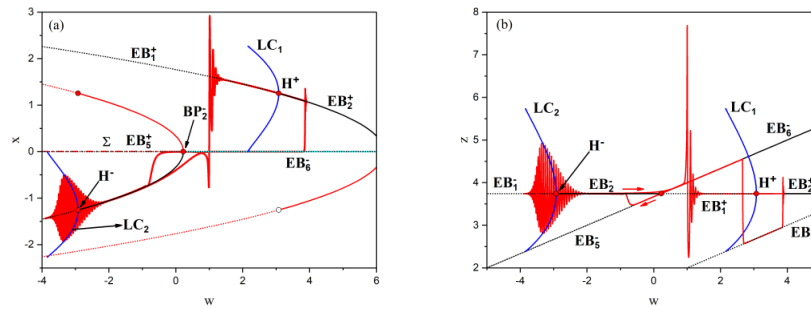 (a)
3
2
1
0
-1
-2
x
-4
-2
0
2
4
6
w
EB₁⁺
LC₁
H⁺
BP₂⁻
EB₂⁺
Σ
EB₅⁺
EB₆⁻
H⁻
LC₂
(b)
8
7
6
5
4
3
2
z
-6
-4
-2
0
2
4
w
LC₂
LC₁
EB₆⁻
H⁻
EB₁⁻
EB₂⁻
H⁺
EB₂⁺
EB₁⁺
EB₅⁻
EB